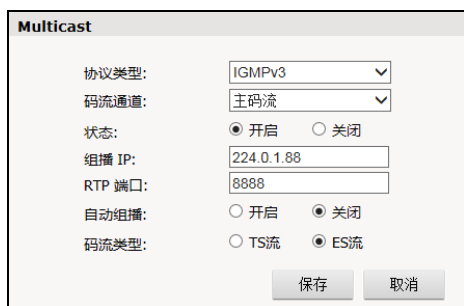 Multicast
协议类型: IGMPv3
码流通道: 主码流
状态: 开启 关闭
组播 IP: 224.0.1.88
RTP 端口: 8888
自动组播: 开启 关闭
码流类型: TS流 ES流
保存 取消